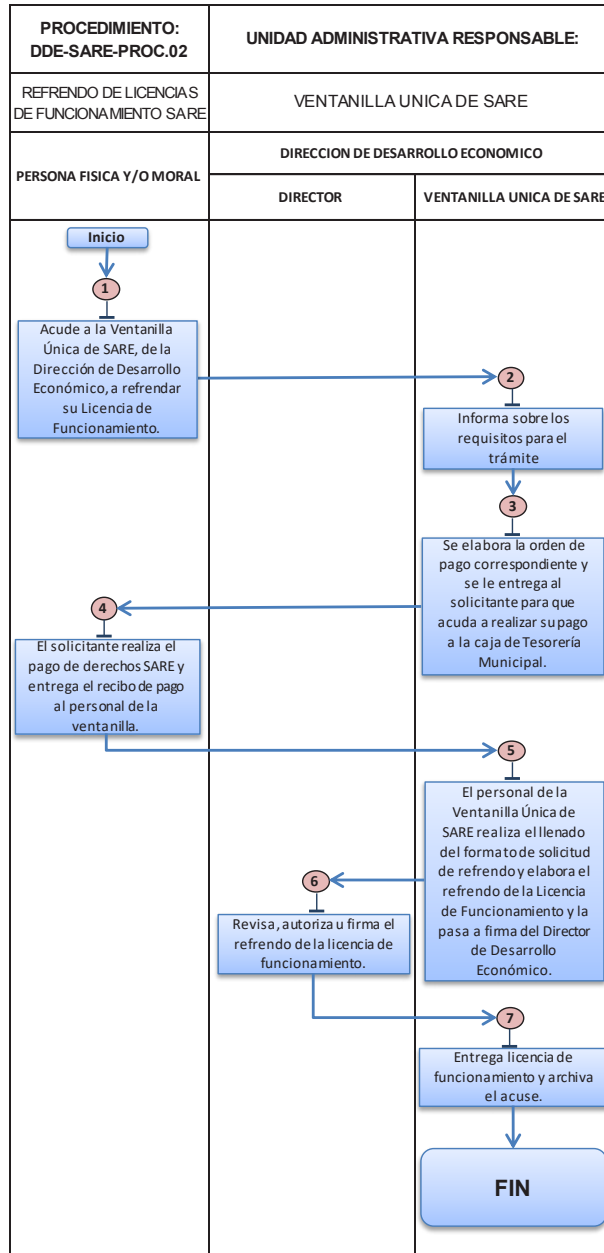 PROCEDIMIENTO:
DDE-SARE-PROC.02
UNIDAD ADMINISTRATIVA RESPONSABLE:
REFRENDO DE LICENCIAS
DE FUNCIONAMIENTO SARE
VENTANILLA UNICA DE SARE
PERSONA FISICA Y/O MORAL
DIRECCION DE DESARROLLO ECONOMICO
DIRECTOR
VENTANILLA UNICA DE SARE
Inicio
1
Acude a la Ventanilla
Única de SARE, de la
Dirección de Desarrollo
Económico, a refrendar
su Licencia de
Funcionamiento.
2
Informa sobre los
requisitos para el
trámite
3
Se elabora la orden de
pago correspondiente y
se le entrega al
solicitante para que
acuda a realizar su pago
a la caja de Tesorería
Municipal.
4
El solicitante realiza el
pago de derechos SARE y
entrega el recibo de pago
al personal de la
ventanilla.
5
El personal de la
Ventanilla Única de
SARE realiza el llenado
del formato de solicitud
de refrendo y elabora el
refrendo de la Licencia
de Funcionamiento y la
pasa a firma del Director
de Desarrollo
Económico.
6
Revisa, autoriza u firma el
refrendo de la licencia de
funcionamiento.
7
Entrega licencia de
funcionamiento y archiva
el acuse.
FIN